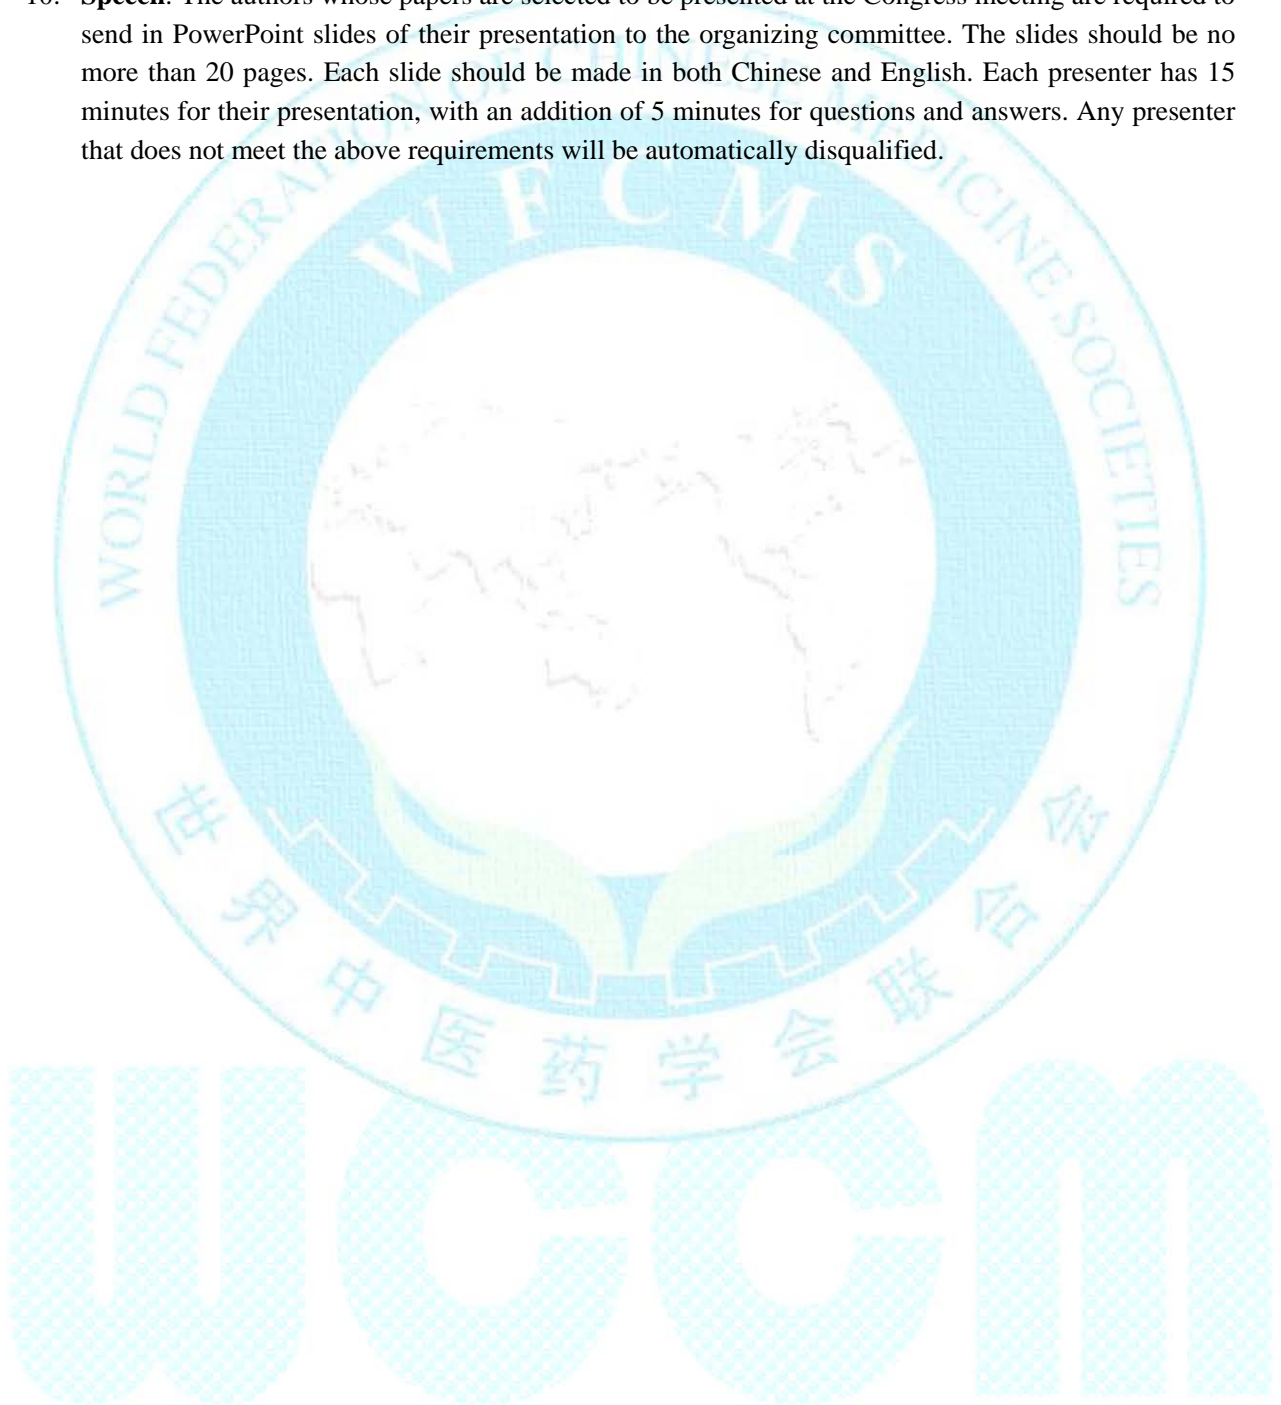 10. Speech. The authors whose papers are selected to be presented at the Congress meeting are required to
send in PowerPoint slides of their presentation to the organizing committee. The slides should be no
more than 20 pages. Each slide should be made in both Chinese and English. Each presenter has 15
minutes for their presentation, with an addition of 5 minutes for questions and answers. Any presenter
that does not meet the above requirements will be automatically disqualified.
WORLD FEDERATION OF CHINESE MEDICINE SOCIETIES
WFCMS
世界中医药学会联合会
wccm